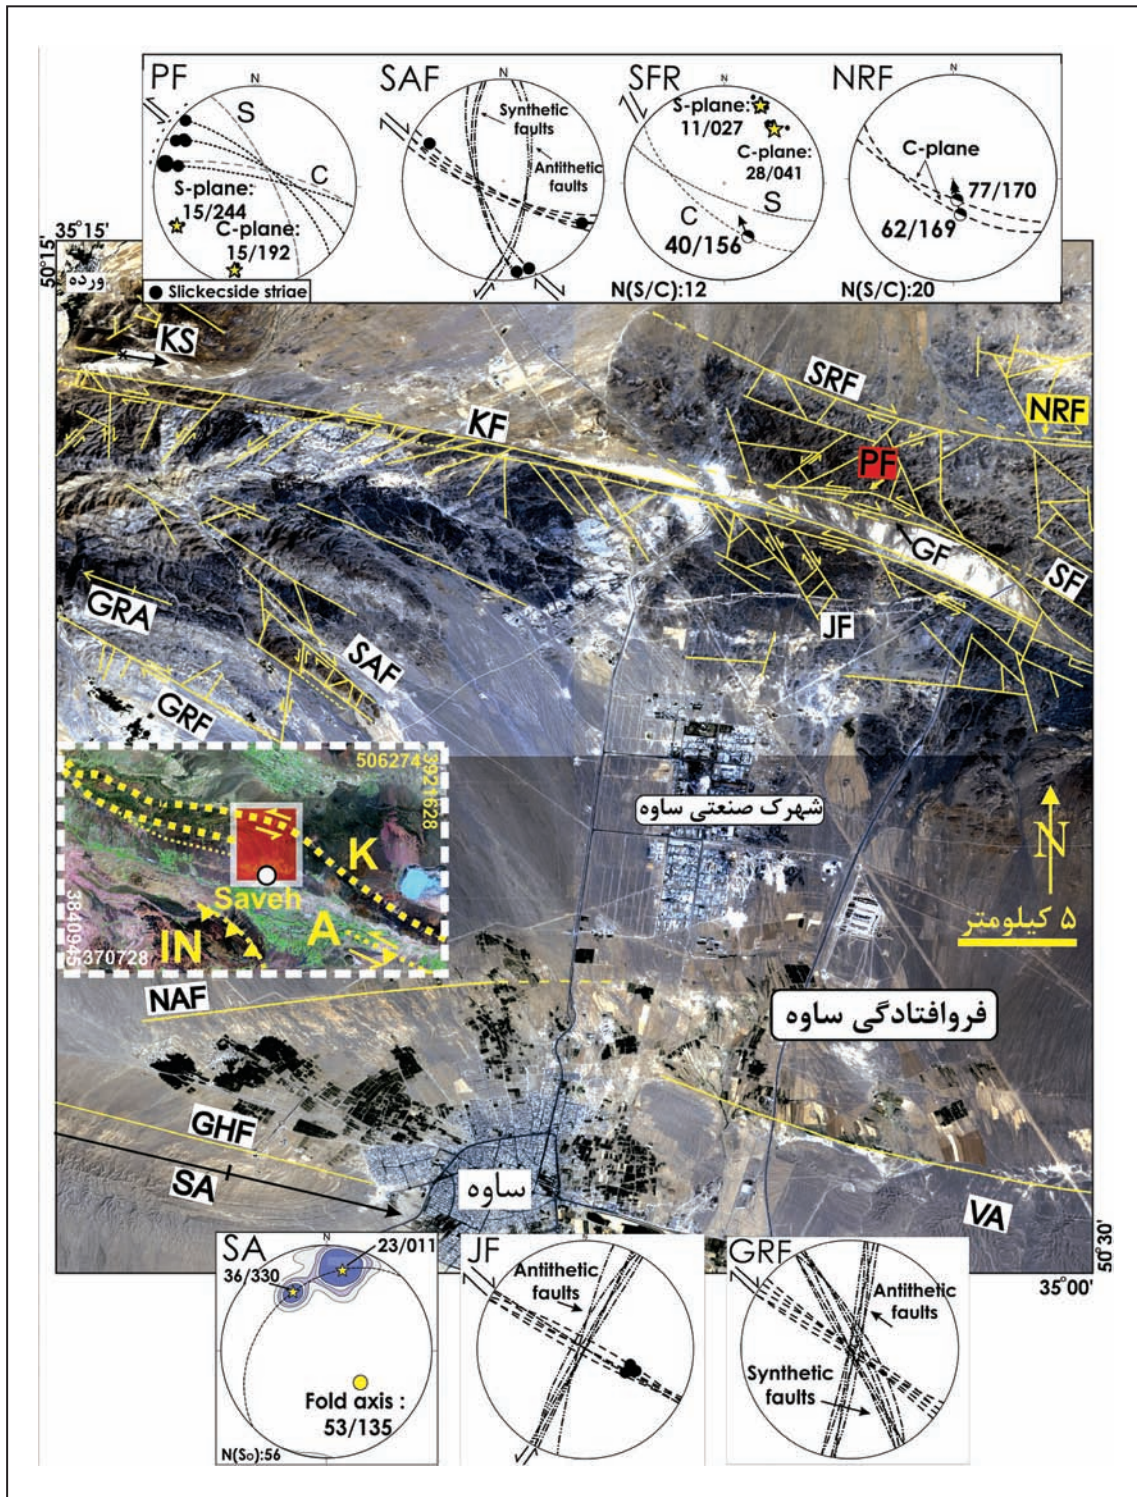 PF
N
S
C
S-plane:
15/244
C-plane:
15/192
Slickecside striae
SAF
N
Synthetic
faults
Antithetic
faults
SFR
N
S-plane:
11/027
C-plane:
28/041
C
S
40/156
N(S/C):12
NRF
N
C-plane
77/170
62/169
N(S/C):20
50°15'
35°15'
ورده
KS
KF
SRF
NRF
PF
GF
SF
JF
GRA
SAF
GRF
506274
3921628
K
Saveh
A
IN
3840945
370728
شهرک صنعتی ساوه
N
۵ کیلومتر
NAF
فروافتادگی ساوه
GHF
SA
ساوه
VA
50°30'
35°00'
SA
N
23/011
36/330
Fold axis :
53/135
N(So):56
JF
N
Antithetic
faults
GRF
N
Antithetic
faults
Synthetic
faults